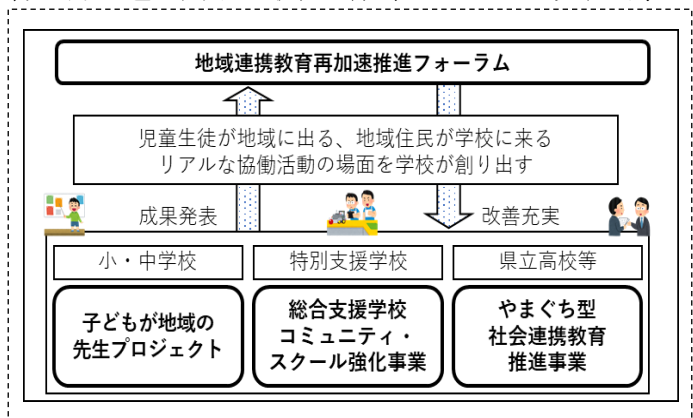 地域連携教育再加速推進フォーラム
児童生徒が地域に出る、地域住民が学校に来る
リアルな協働活動の場面を学校が創り出す
成果発表
改善充実
小・中学校
特別支援学校
県立高校等
子どもが地域の
先生プロジェクト
総合支援学校
コミュニティ・
スクール強化事業
やまぐち型
社会連携教育
推進事業